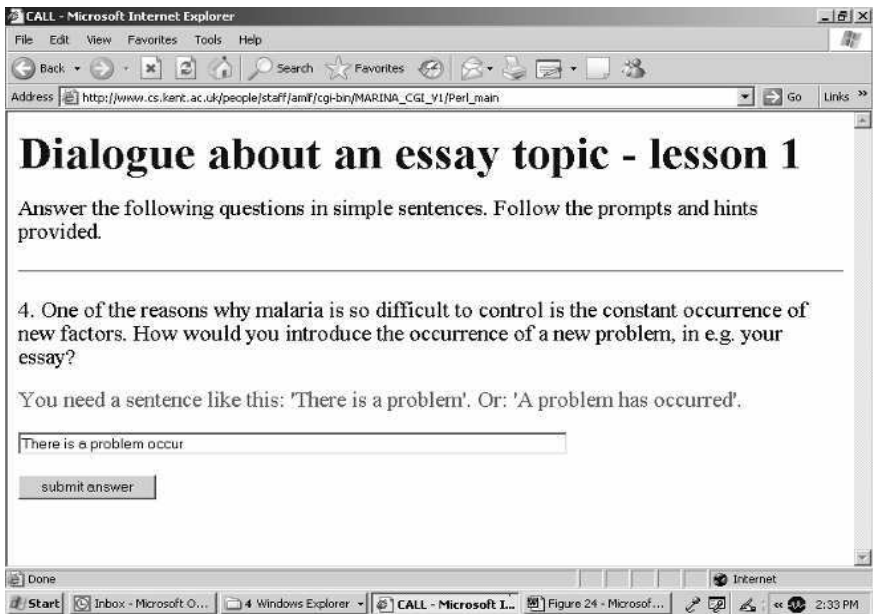 CALL - Microsoft Internet Explorer
File Edit View Favorites Tools Help
Back Search Favorites
Address http://www.cs.kent.ac.uk/people/staff/amf/cgi-bin/MARINA_CGI_V1/Perl_main Go Links »
Dialogue about an essay topic - lesson 1
Answer the following questions in simple sentences. Follow the prompts and hints
provided.
4. One of the reasons why malaria is so difficult to control is the constant occurrence of
new factors. How would you introduce the occurrence of a new problem, in e.g. your
essay?
You need a sentence like this: 'There is a problem'. Or: 'A problem has occurred'.
There is a problem occur
submit answer
Done Internet
Start Inbox - Microsoft O... 4 Windows Explorer CALL - Microsoft I... Figure 24 - Microsof... « 2:33 PM